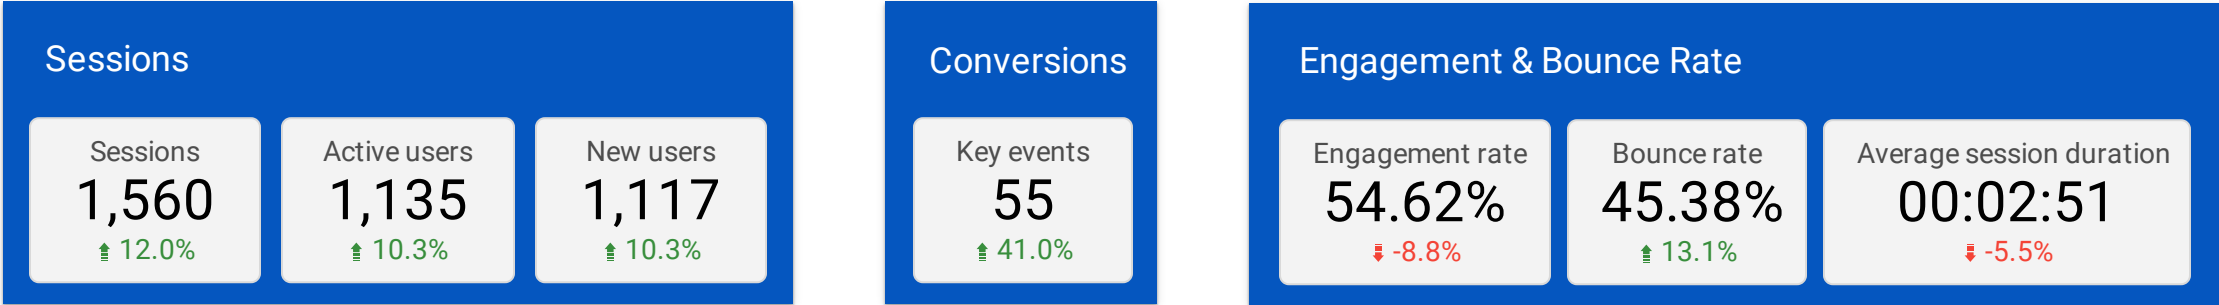 Sessions
Sessions
1,560
12.0%
Active users
1,135
10.3%
New users
1,117
10.3%
Conversions
Key events
55
41.0%
Engagement & Bounce Rate
Engagement rate
54.62%
-8.8%
Bounce rate
45.38%
13.1%
Average session duration
00:02:51
-5.5%